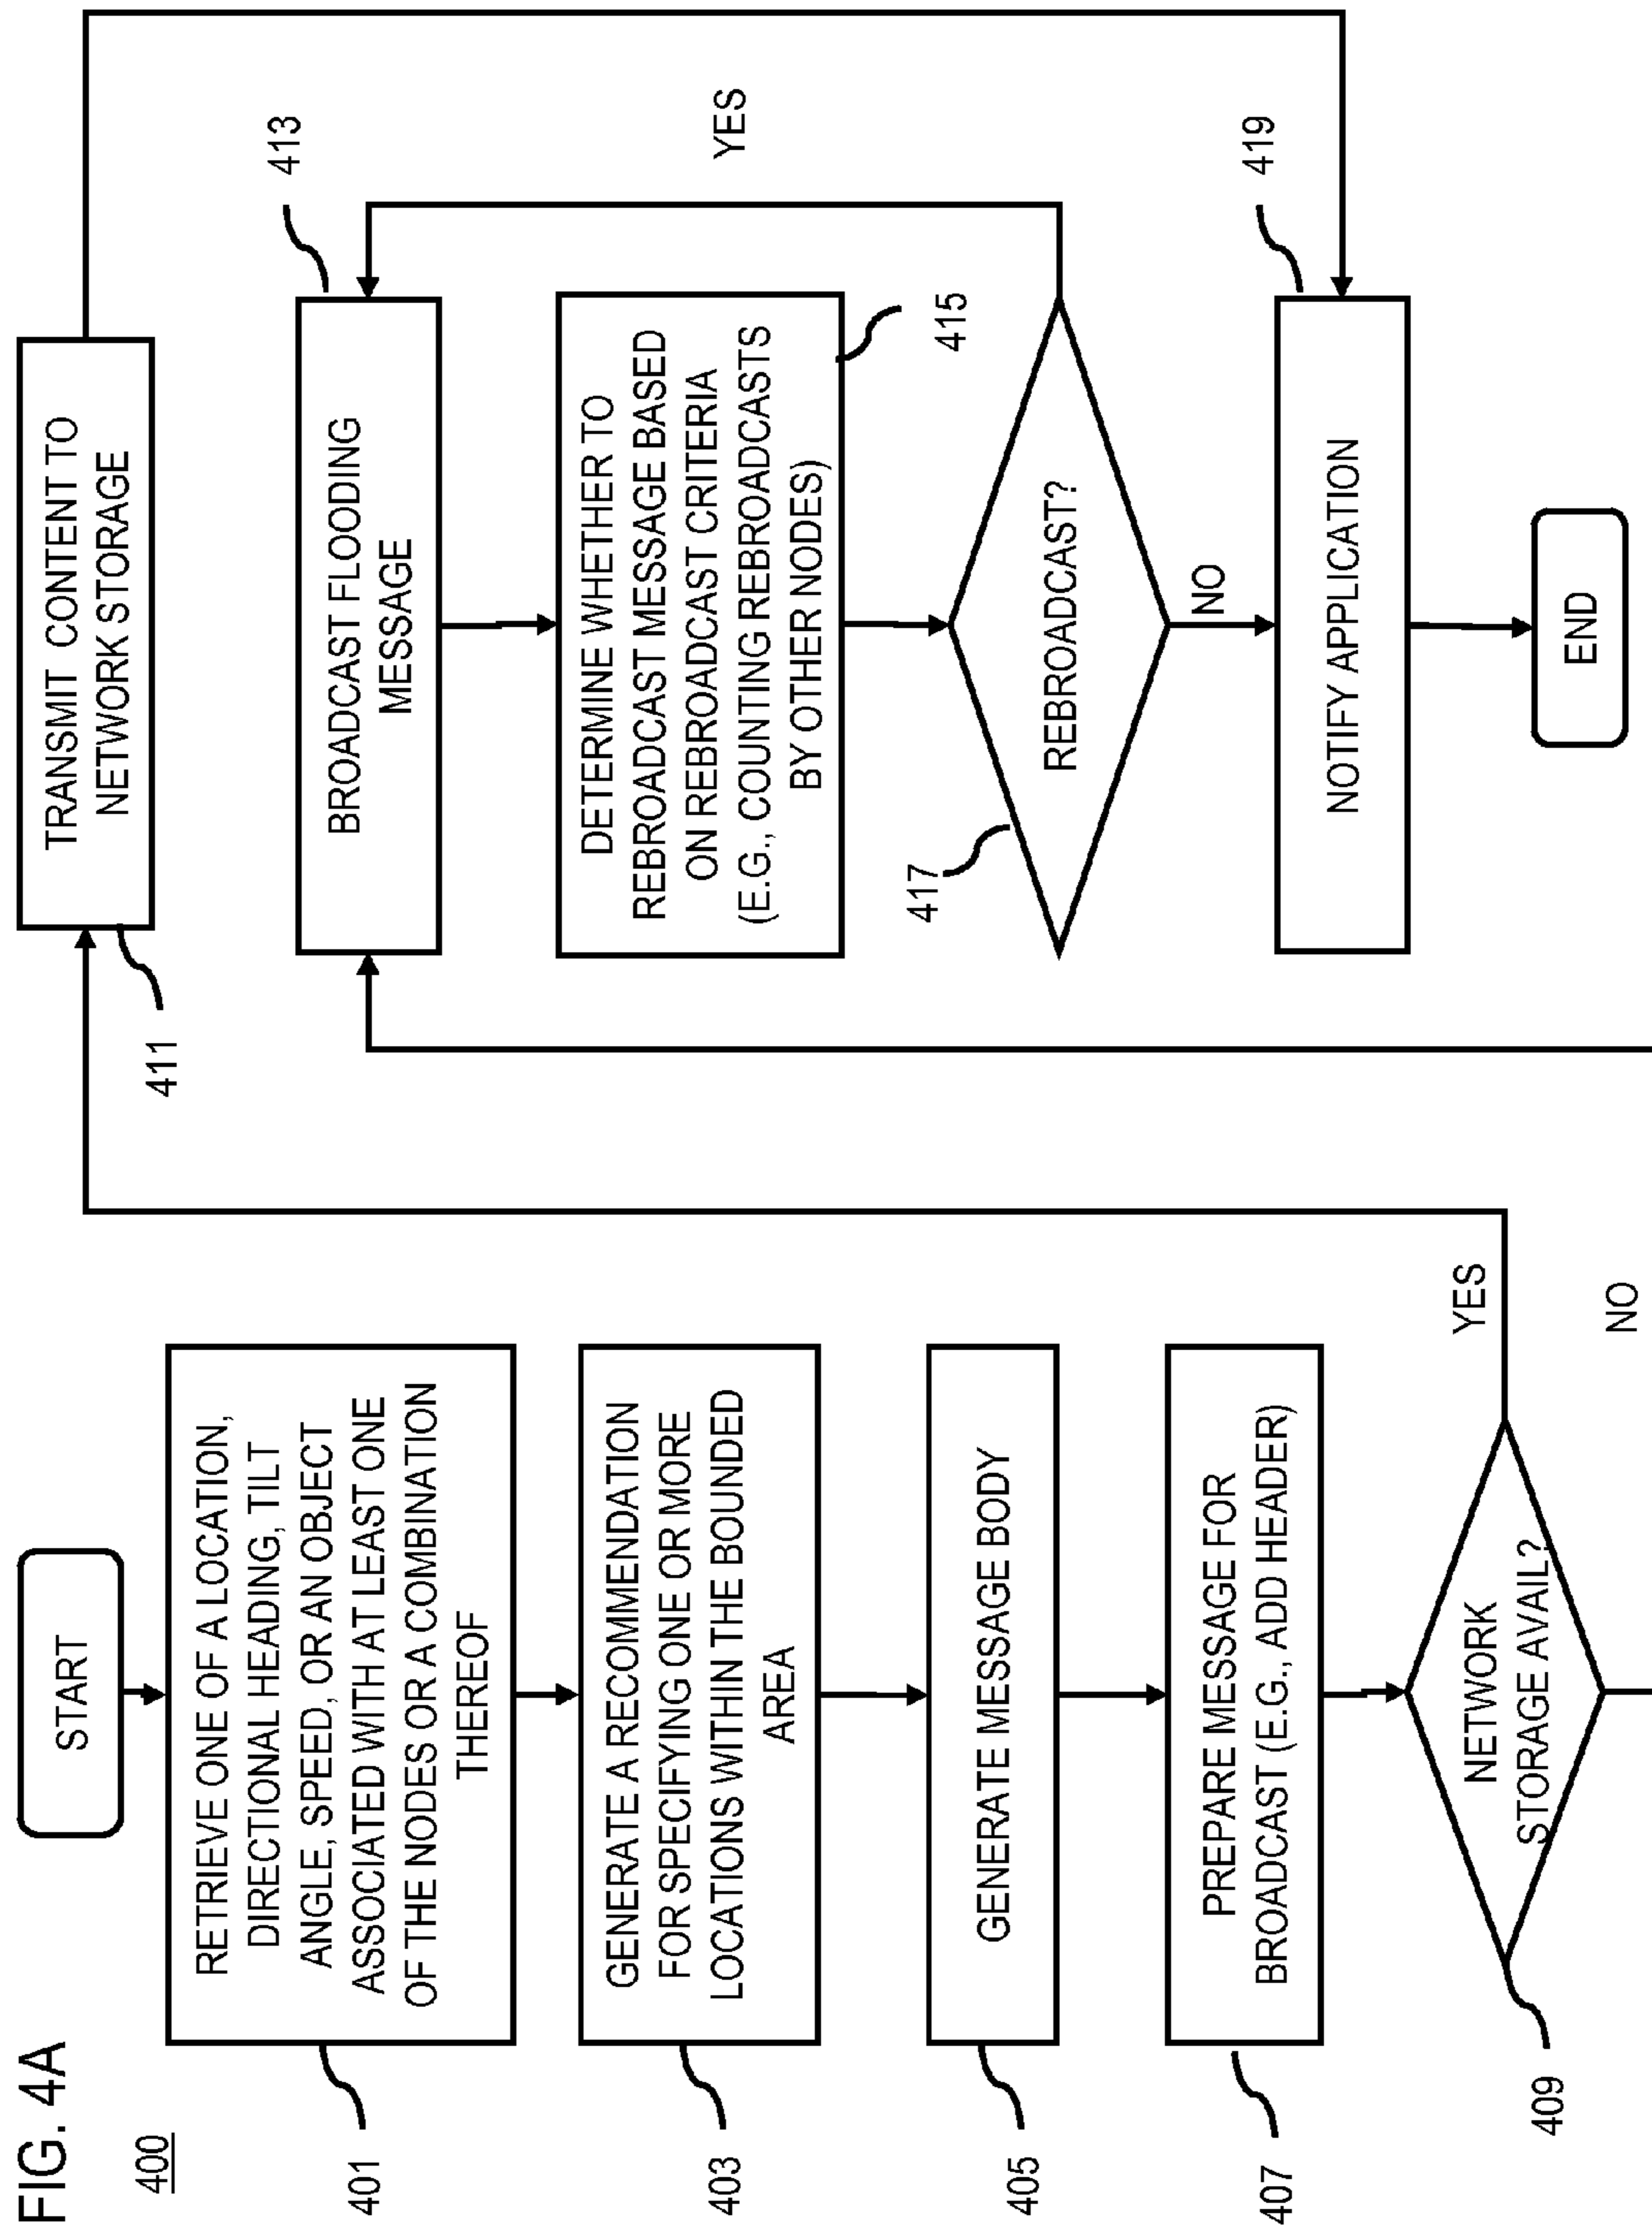 FIG. 4A
400
START
RETRIEVE ONE OF A LOCATION,
DIRECTIONAL HEADING, TILT
ANGLE, SPEED, OR AN OBJECT
ASSOCIATED WITH AT LEAST ONE
OF THE NODES OR A COMBINATION
THEREOF
401
GENERATE A RECOMMENDATION
FOR SPECIFYING ONE OR MORE
LOCATIONS WITHIN THE BOUNDED
AREA
403
GENERATE MESSAGE BODY
405
PREPARE MESSAGE FOR
BROADCAST (E.G., ADD HEADER)
407
NETWORK
STORAGE AVAIL?
409
YES
NO
TRANSMIT CONTENT TO
NETWORK STORAGE
411
BROADCAST FLOODING
MESSAGE
413
DETERMINE WHETHER TO
REBROADCAST MESSAGE BASED
ON REBROADCAST CRITERIA
(E.G., COUNTING REBROADCASTS
BY OTHER NODES)
415
REBROADCAST?
417
YES
NO
NOTIFY APPLICATION
419
END